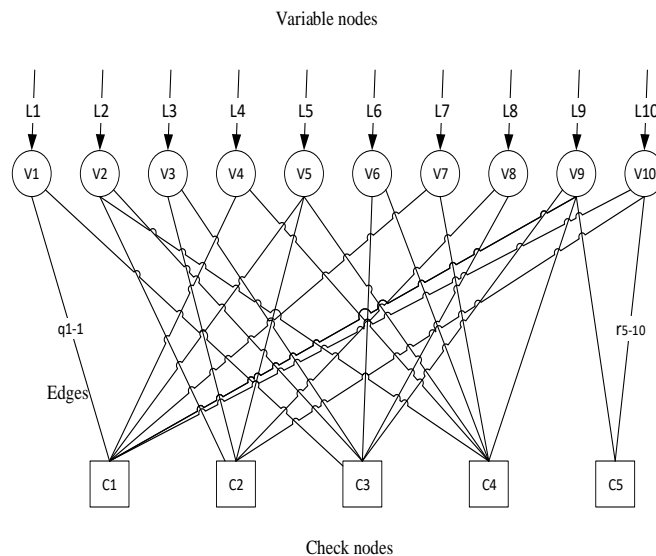 Variable nodes
L1 L2 L3 L4 L5 L6 L7 L8 L9 L10
V1 V2 V3 V4 V5 V6 V7 V8 V9 V10
q1-1 r5-10
Edges
C1 C2 C3 C4 C5
Check nodes